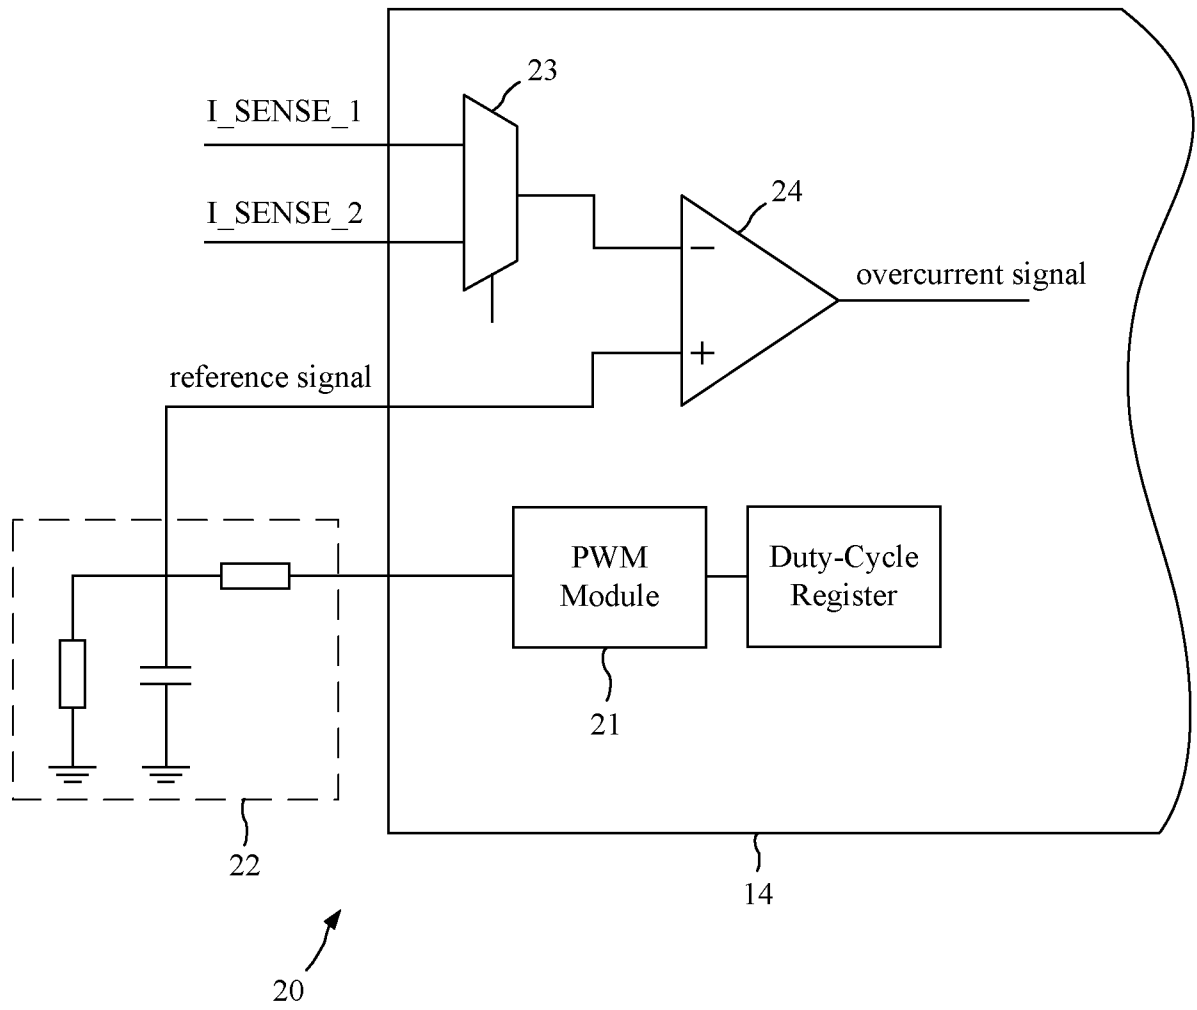 23
I_SENSE_1
24
I_SENSE_2
−
overcurrent signal
+
reference signal
PWM
Module
Duty-Cycle
Register
21
22
14
20